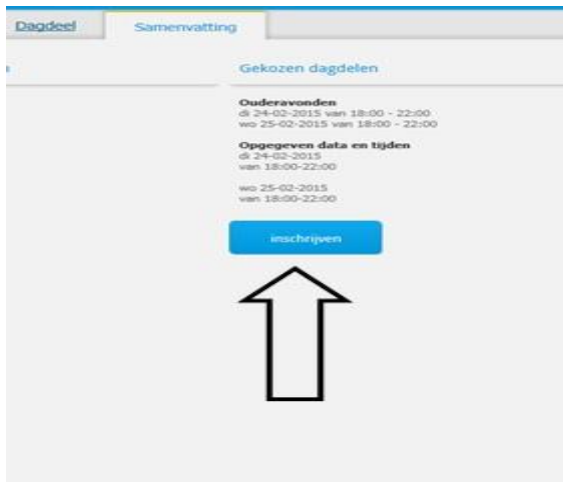 Dagdeel
Samenvatting
Gekozen dagdelen
Ouderavonden
di 24-02-2015 van 18:00 - 22:00
wo 25-02-2015 van 18:00 - 22:00
Opgegeven data en tijden
di 24-02-2015
van 18:00-22:00
wo 25-02-2015
van 18:00-22:00
inschrijven